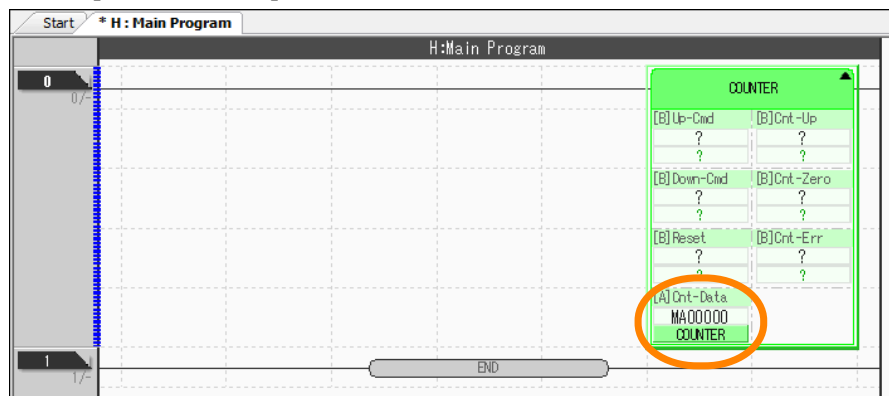 Start * H : Main Program
H:Main Program
0
0/-
COUNTER
[B]Up-Cmd [B]Cnt-Up
? ?
? ?
[B]Down-Cmd [B]Cnt-Zero
? ?
? ?
[B]Reset [B]Cnt-Err
? ?
? ?
[A]Cnt-Data
MA00000
COUNTER
1
1/-
END